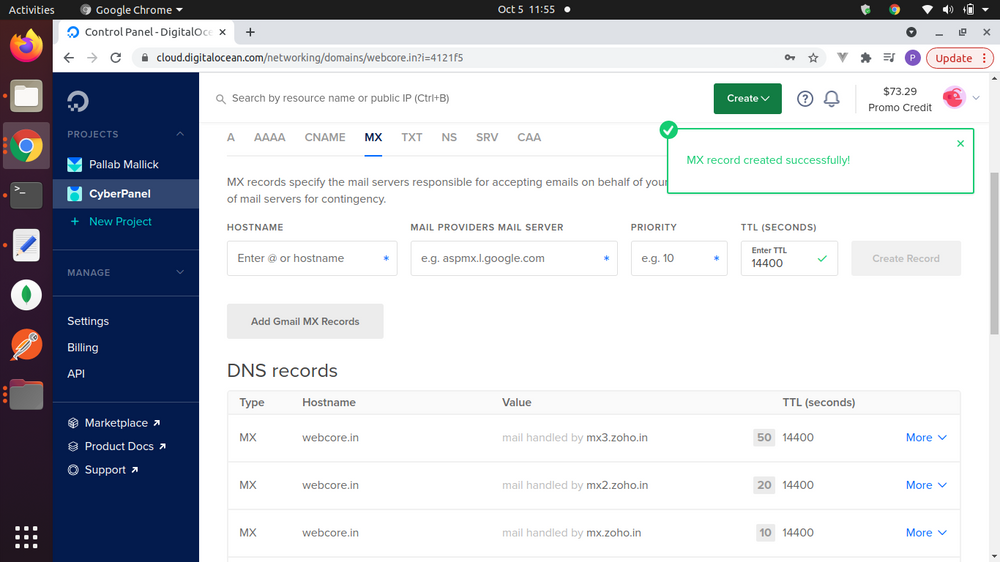 Activities
Google Chrome
Oct 5 11:55
Control Panel - DigitalOc
cloud.digitalocean.com/networking/domains/webcore.in?i=4121f5
P
Update
PROJECTS
Pallab Mallick
CyberPanel
+ New Project
MANAGE
Settings
Billing
API
Marketplace
Product Docs
Support
Search by resource name or public IP (Ctrl+B)
Create
?
$73.29
Promo Credit
A AAAA CNAME MX TXT NS SRV CAA
MX record created successfully!
MX records specify the mail servers responsible for accepting emails on behalf of your
of mail servers for contingency.
HOSTNAME
MAIL PROVIDERS MAIL SERVER
PRIORITY
TTL (SECONDS)
Enter @ or hostname *
e.g. aspmx.l.google.com *
e.g. 10 *
Enter TTL
14400
Create Record
Add Gmail MX Records
DNS records
Type Hostname Value TTL (seconds)
MX webcore.in mail handled by mx3.zoho.in 50 14400 More
MX webcore.in mail handled by mx2.zoho.in 20 14400 More
MX webcore.in mail handled by mx.zoho.in 10 14400 More